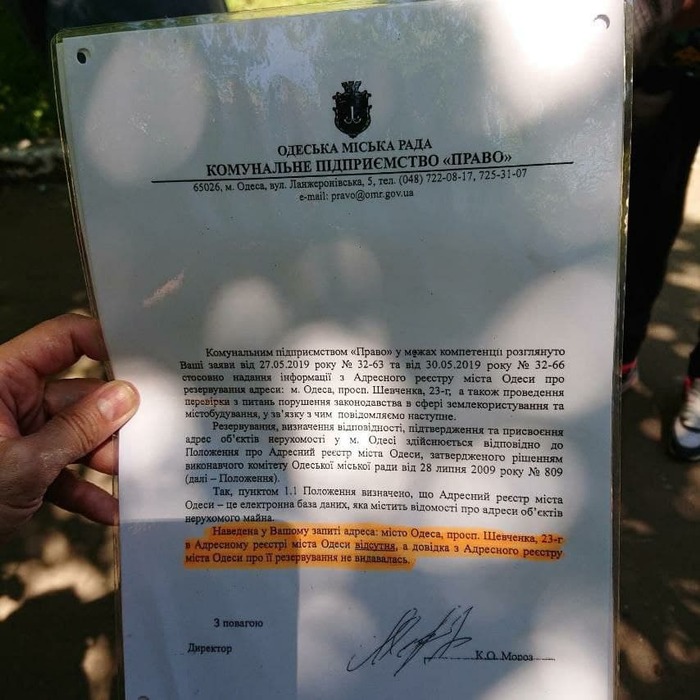 ОДЕСЬКА МІСЬКА РАДА
КОМУНАЛЬНЕ ПІДПРИЄМСТВО «ПРАВО»
65026, м. Одеса, вул. Ланжеронівська, 5, тел. (048) 722-08-17, 725-31-07
e-mail: pravo@omr.gov.ua
Комунальним підприємством «Право» у межах компетенції розглянуто
Ваші заяви від 27.05.2019 року № 32-63 та від 30.05.2019 року № 32-66
стосовно надання інформації з Адресного реєстру міста Одеси про
резервування адреси: м. Одеса, просп. Шевченка, 23-г, а також проведення
перевірки з питань порушення законодавства в сфері землекористування та
містобудування, у зв'язку з чим повідомляємо наступне.
Резервування, визначення відповідності, підтвердження та присвоєння
адрес об'єктів нерухомості у м. Одесі здійснюється відповідно до
Положення про Адресний реєстр міста Одеси, затвердженого рішенням
виконавчого комітету Одеської міської ради від 28 липня 2009 року № 809
(далі – Положення).
Так, пунктом 1.1 Положення визначено, що Адресний реєстр міста
Одеси – це електронна база даних, яка містить відомості про адреси об'єктів
нерухомого майна.
Наведена у Вашому запиті адреса: місто Одеса, просп. Шевченка, 23-г
в Адресному реєстрі міста Одеси відсутня, а довідка з Адресного реєстру
міста Одеси про її резервування не видавалась.
З повагою
Директор
К.О. Мороз